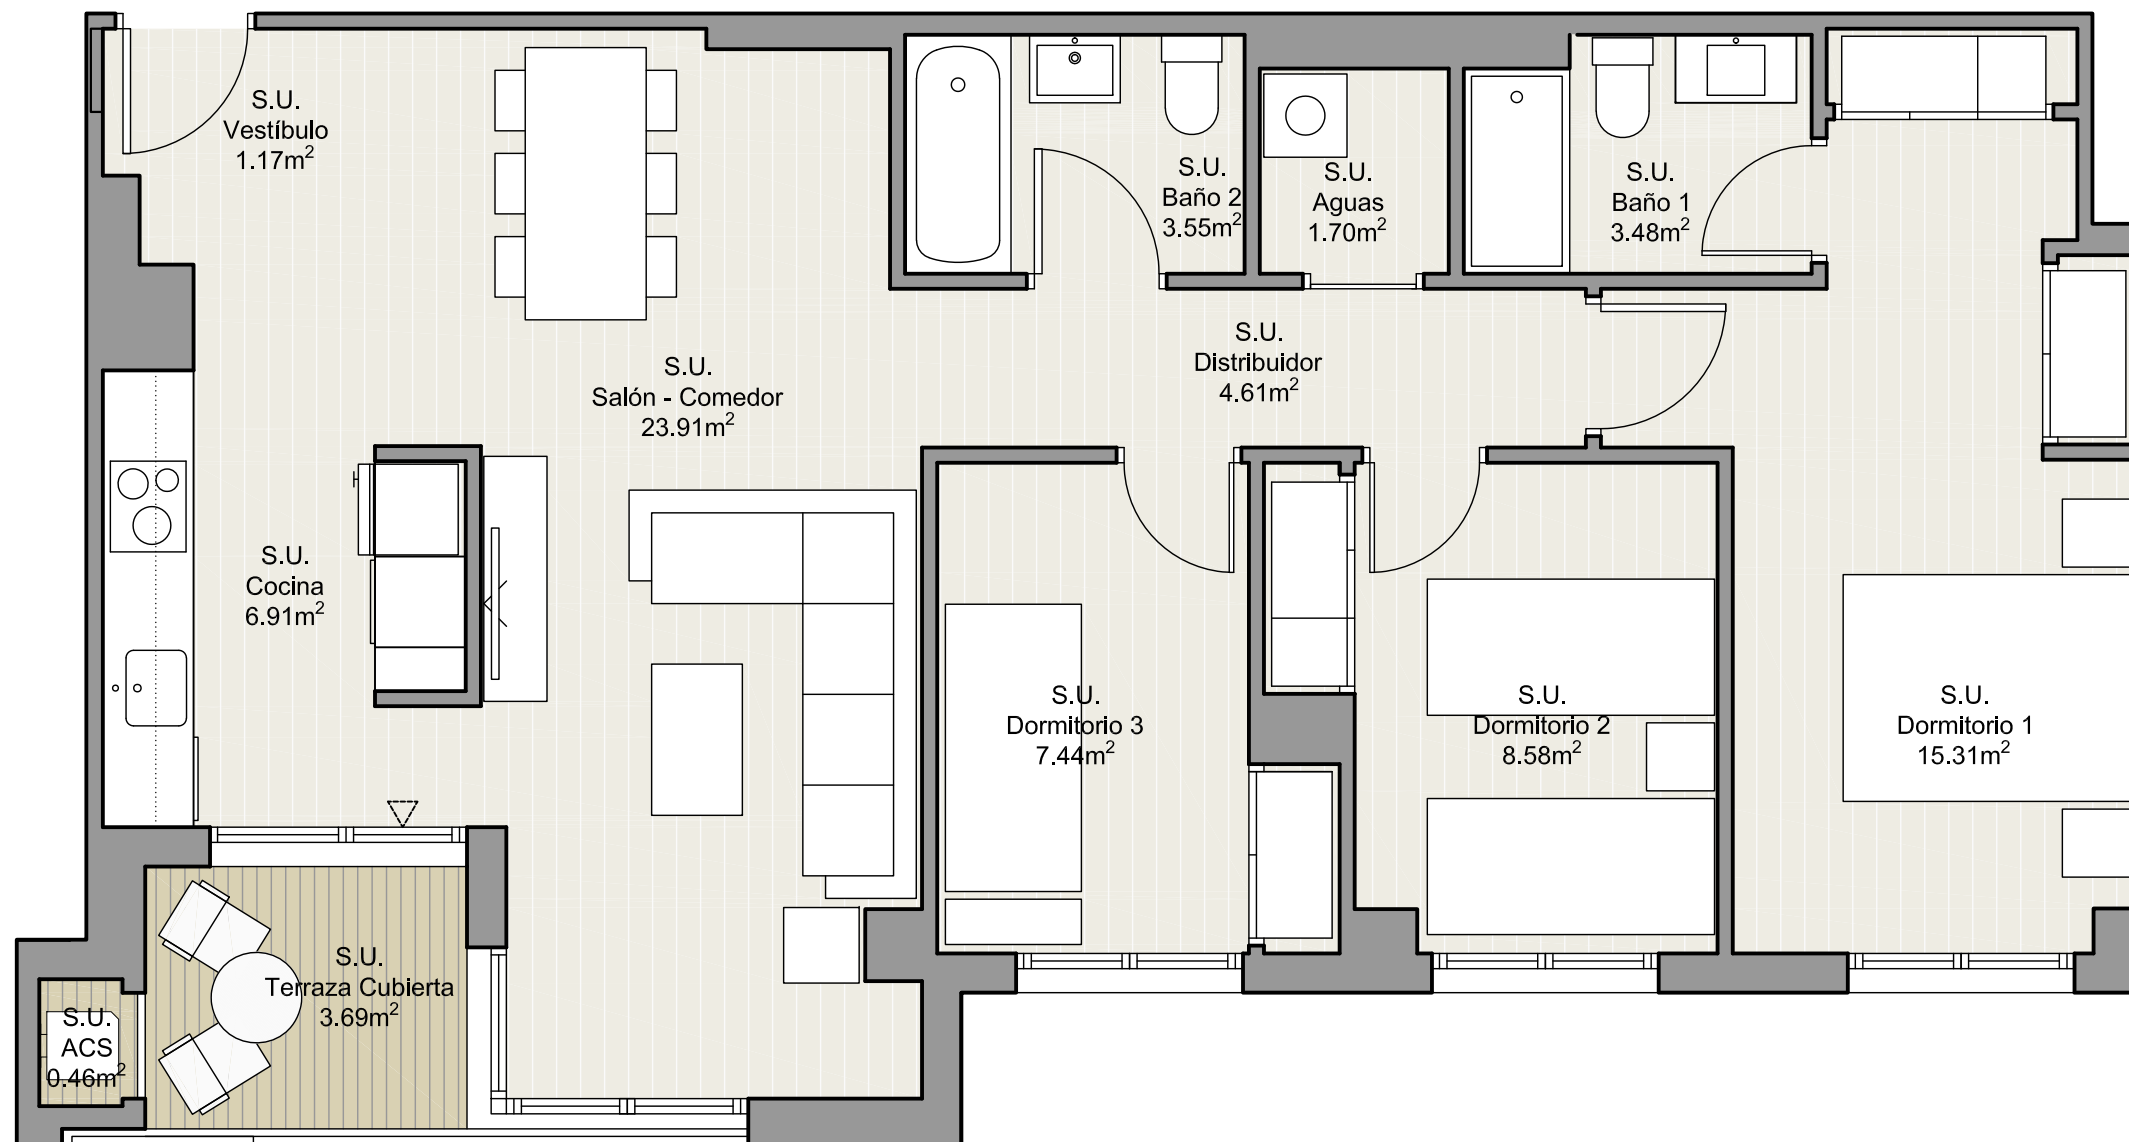 S.U.
Vestíbulo
1.17m²
S.U.
Baño 2
3.55m²
S.U.
Aguas
1.70m²
S.U.
Baño 1
3.48m²
S.U.
Distribuidor
4.61m²
S.U.
Salón - Comedor
23.91m²
S.U.
Cocina
6.91m²
S.U.
Dormitorio 3
7.44m²
S.U.
Dormitorio 2
8.58m²
S.U.
Dormitorio 1
15.31m²
S.U.
Terraza Cubierta
3.69m²
S.U.
ACS
0.46m²